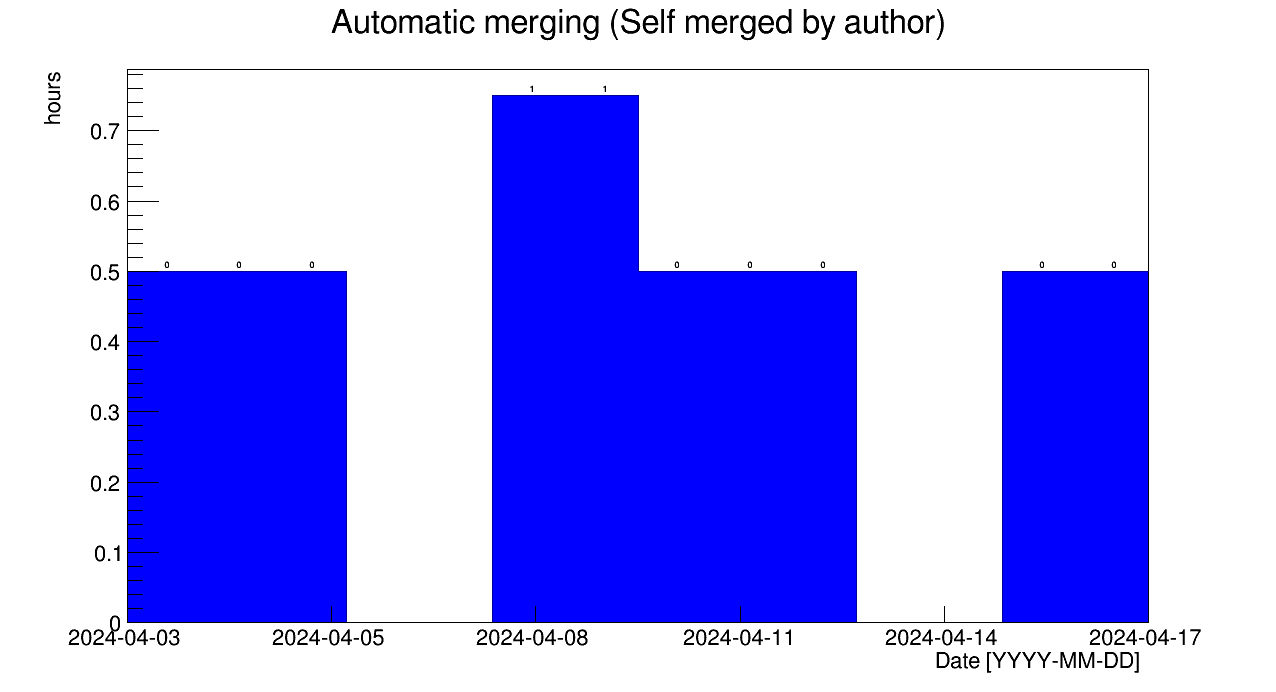 Automatic merging (Self merged by author)
hours
1 1
0.7
0.6
0 0 0 0 0 0 0 0
0.5
0.4
0.3
0.2
0.1
0
2024-04-03 2024-04-05 2024-04-08 2024-04-11 2024-04-14 2024-04-17
Date [YYYY-MM-DD]